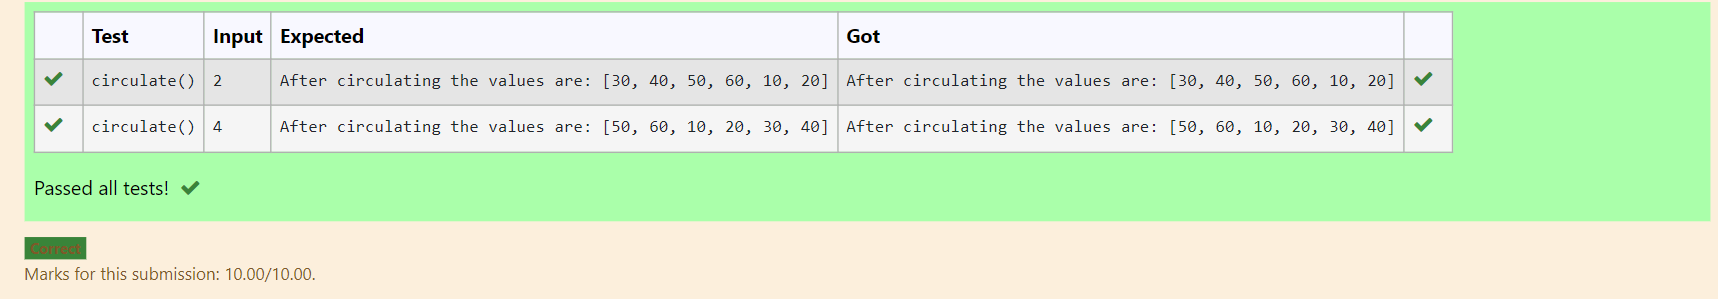 Test Input Expected Got
circulate() 2 After circulating the values are: [30, 40, 50, 60, 10, 20] After circulating the values are: [30, 40, 50, 60, 10, 20]
circulate() 4 After circulating the values are: [50, 60, 10, 20, 30, 40] After circulating the values are: [50, 60, 10, 20, 30, 40]
Passed all tests!
Correct
Marks for this submission: 10.00/10.00.